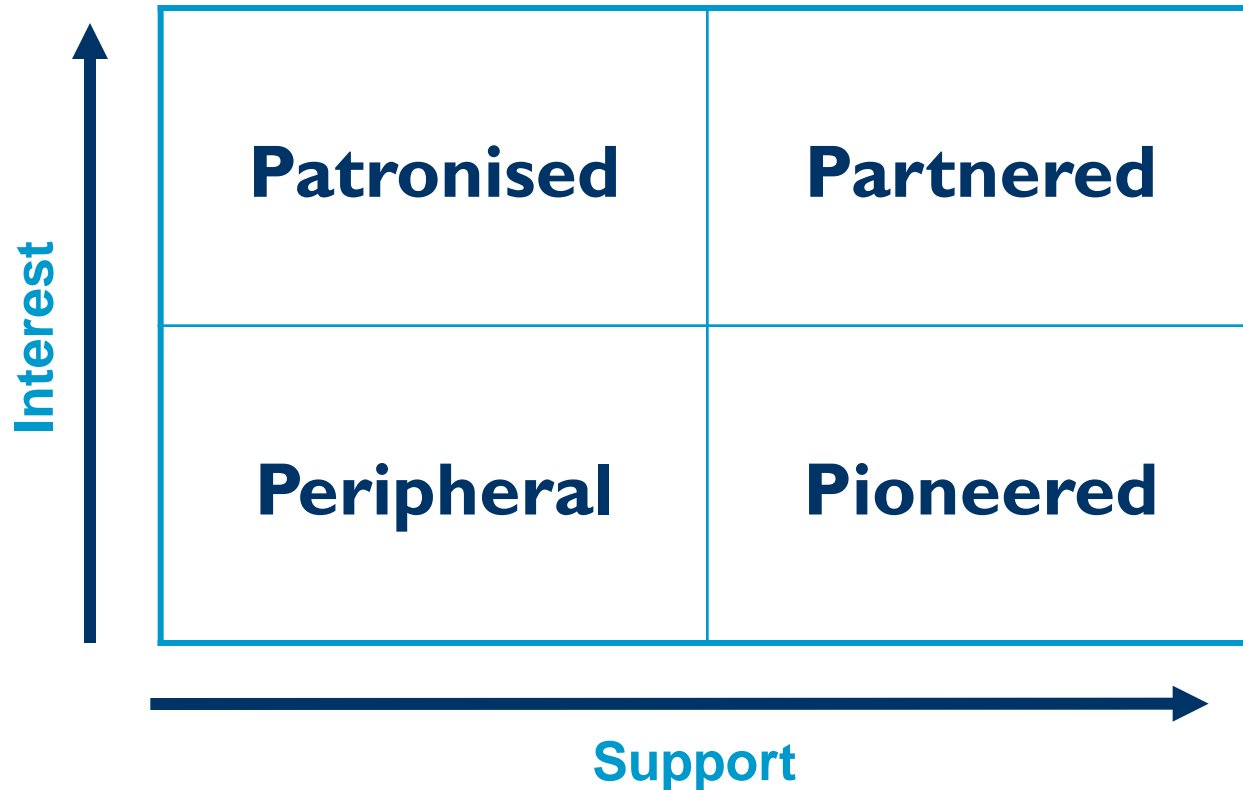 Patronised
Partnered
Interest
Peripheral
Pioneered
Support